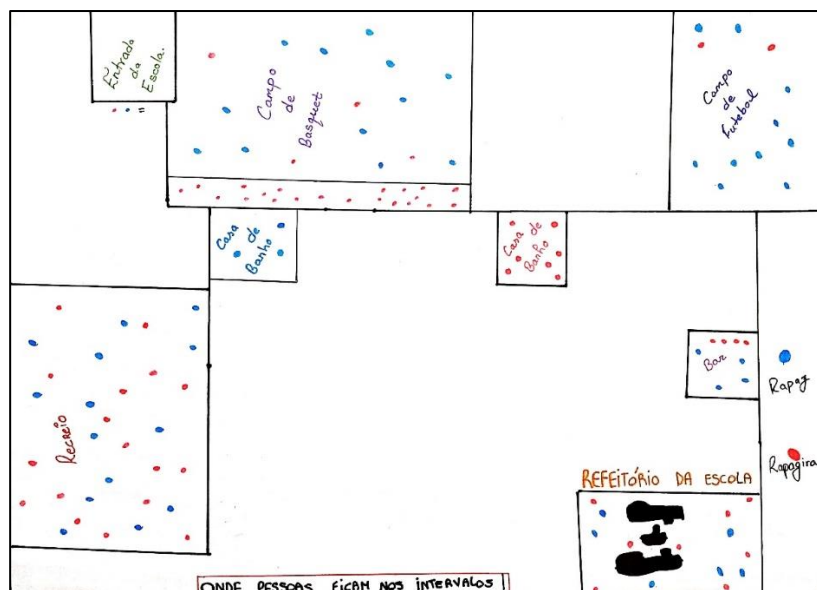 Entrada
da
Escola.
=
Campo
de
Basquet
Campo
de
Futebol
Casa
de
Banho
Casa de
Banho
Bar
Rapaz
Recreio
Rapagira
REFEITÓRIO DA ESCOLA
ONDE PESSOAS FICAM NOS INTERVALOS